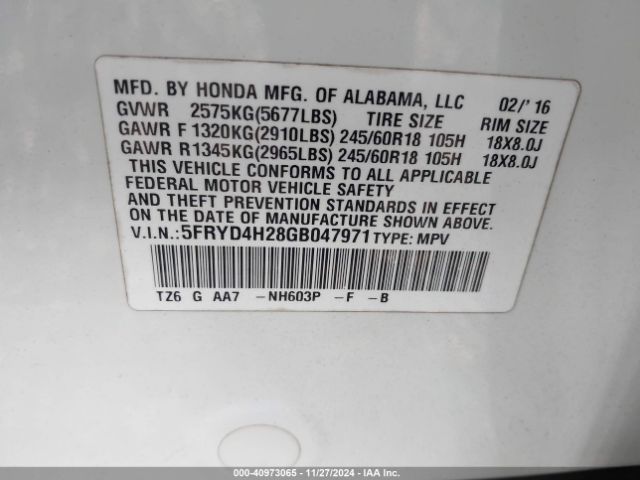 MFD. BY HONDA MFG. OF ALABAMA, LLC 02/'16
GVWR 2575KG(5677LBS) TIRE SIZE RIM SIZE
GAWR F 1320KG(2910LBS) 245/60R18 105H 18X8.0J
GAWR R1345KG(2965LBS) 245/60R18 105H 18X8.0J
THIS VEHICLE CONFORMS TO ALL APPLICABLE
FEDERAL MOTOR VEHICLE SAFETY
AND THEFT PREVENTION STANDARDS IN EFFECT
ON THE DATE OF MANUFACTURE SHOWN ABOVE.
V.I.N.:5FRYD4H28GB047971 TYPE: MPV
TZ6 G AA7 -NH603P -F -B
000-40973065 - 11/27/2024 - IAA Inc.